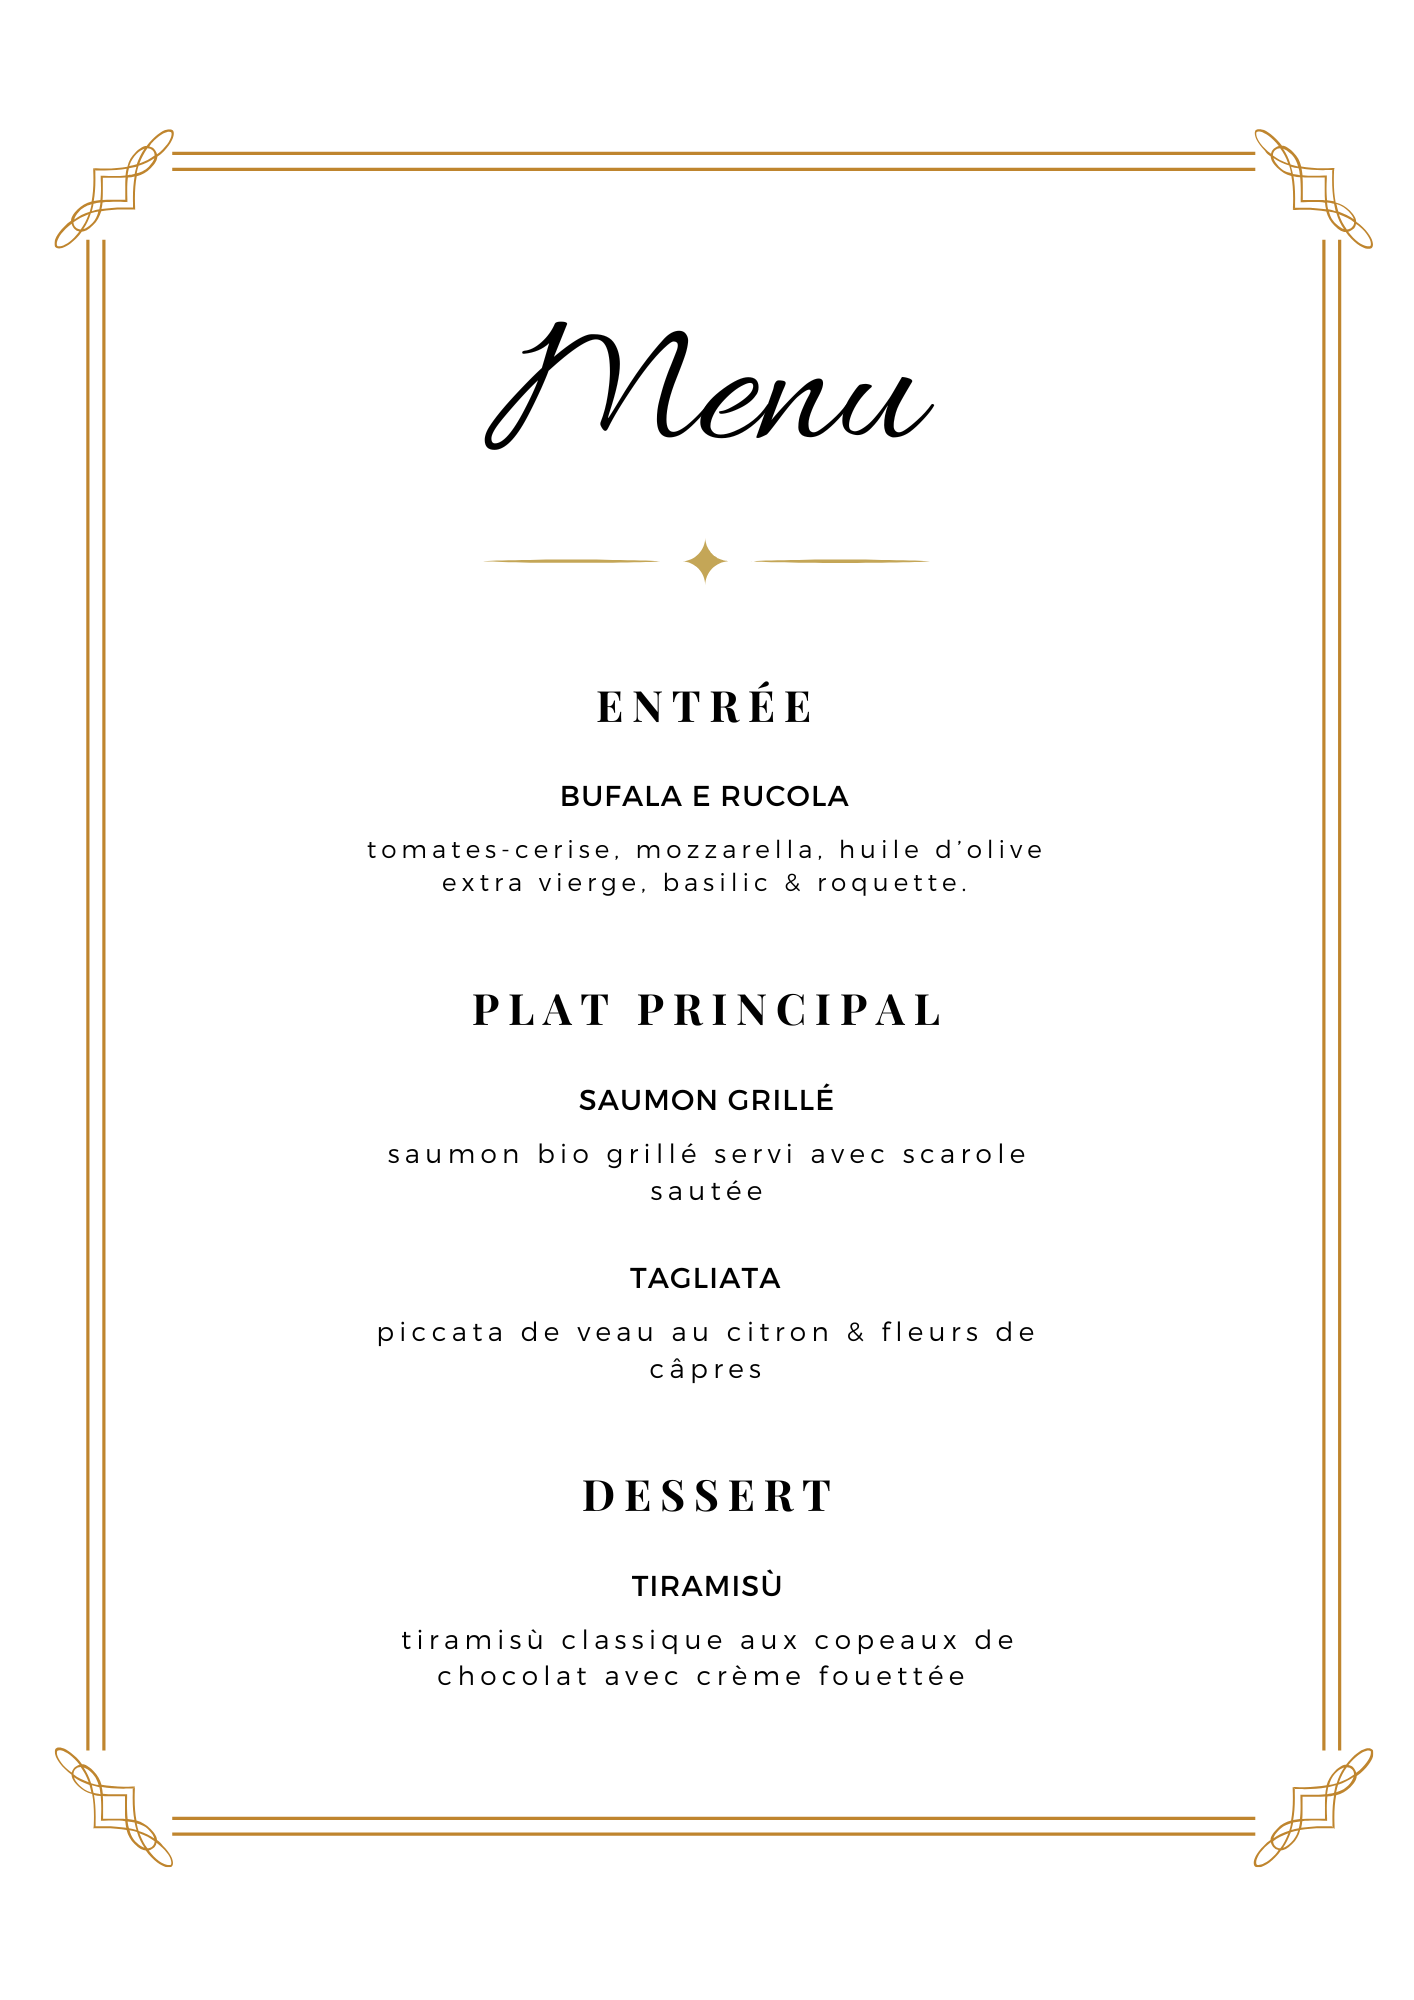 Menu
ENTRÉE
BUFALA E RUCOLA
tomates-cerise, mozzarella, huile d’olive
extra vierge, basilic & roquette.
PLAT PRINCIPAL
SAUMON GRILLÉ
saumon bio grillé servi avec scarole
sautée
TAGLIATA
piccata de veau au citron & fleurs de
câpres
DESSERT
TIRAMISÙ
tiramisù classique aux copeaux de
chocolat avec crème fouettée